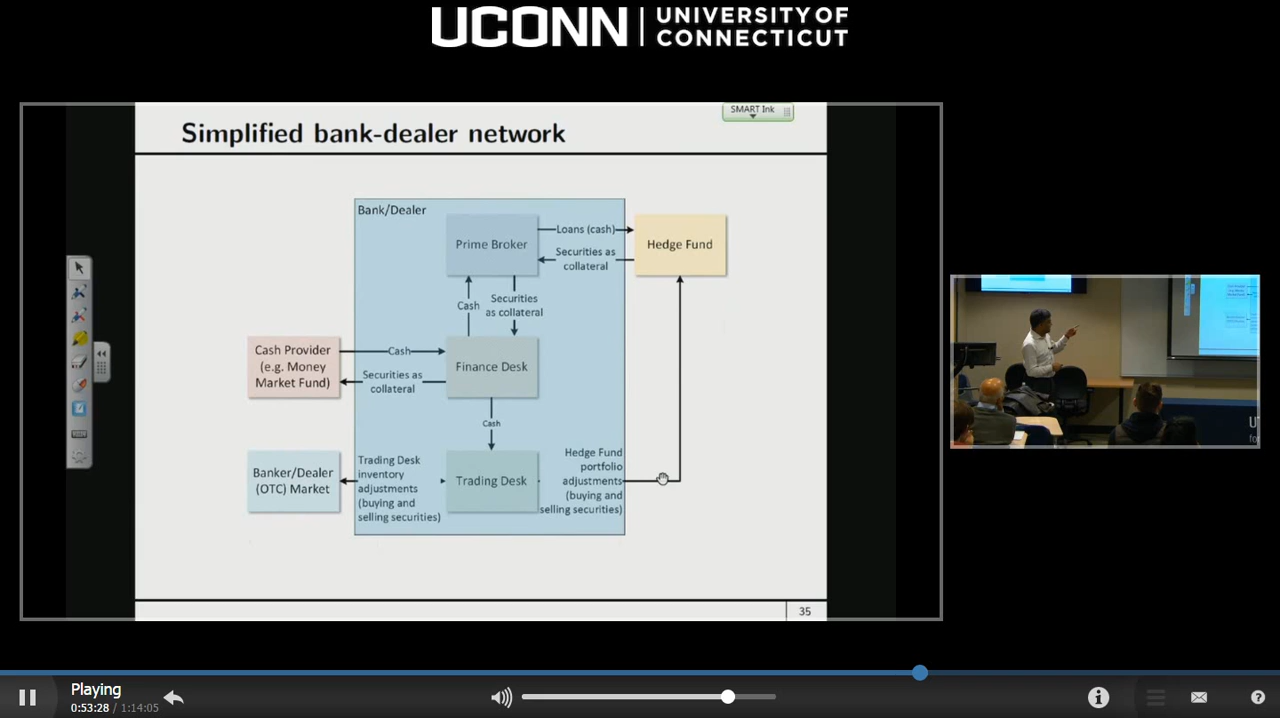 UCONN
UNIVERSITY OF
CONNECTICUT
SMART Ink
Simplified bank-dealer network
Bank/Dealer
Prime Broker
Loans (cash)
Securities as
collateral
Hedge Fund
Cash
Securities
as collateral
Cash Provider
(e.g. Money
Market Fund)
Cash
Securities as
collateral
Finance Desk
Cash
Banker/Dealer
(OTC) Market
Trading Desk
inventory
adjustments
(buying and
selling securities)
Trading Desk
Hedge Fund
portfolio
adjustments
(buying and
selling securities)
35
Playing
0:53:28 / 1:14:05